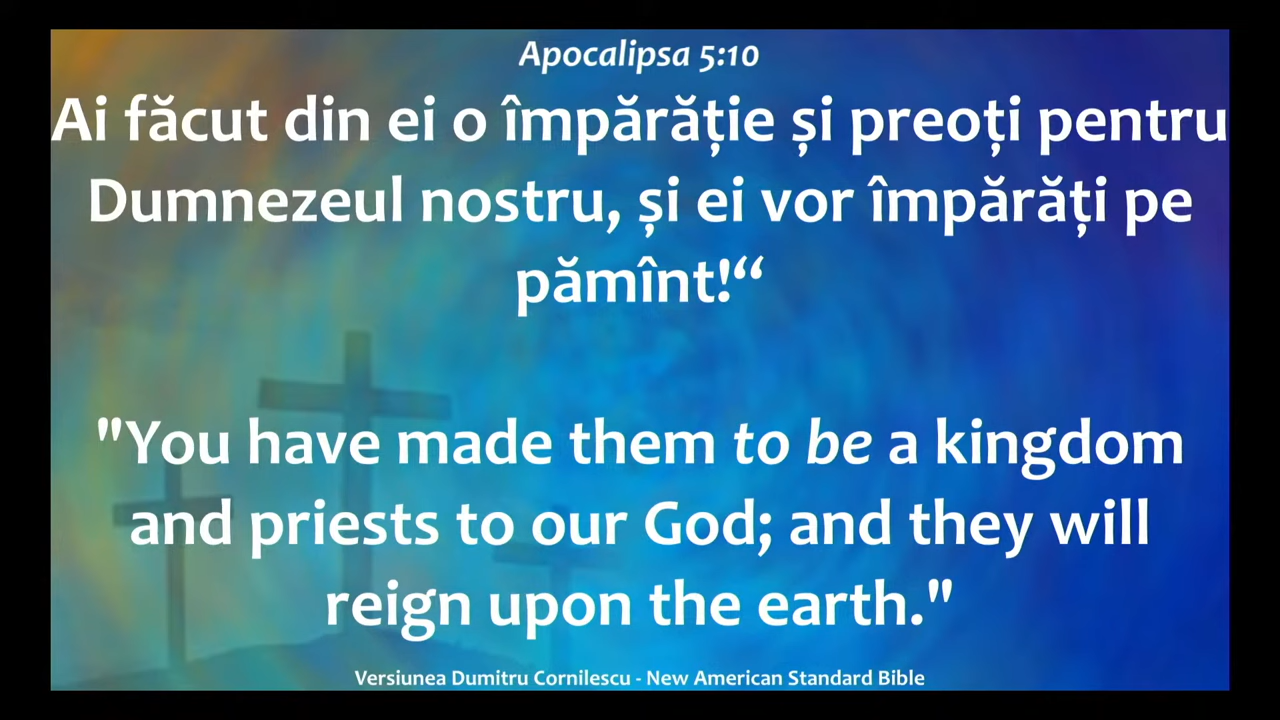 Apocalipsa 5:10
Ai făcut din ei o împărăție și preoți pentru
Dumnezeul nostru, și ei vor împărăți pe
pămînt!“
"You have made them to be a kingdom
and priests to our God; and they will
reign upon the earth."
Versiunea Dumitru Cornilescu - New American Standard Bible